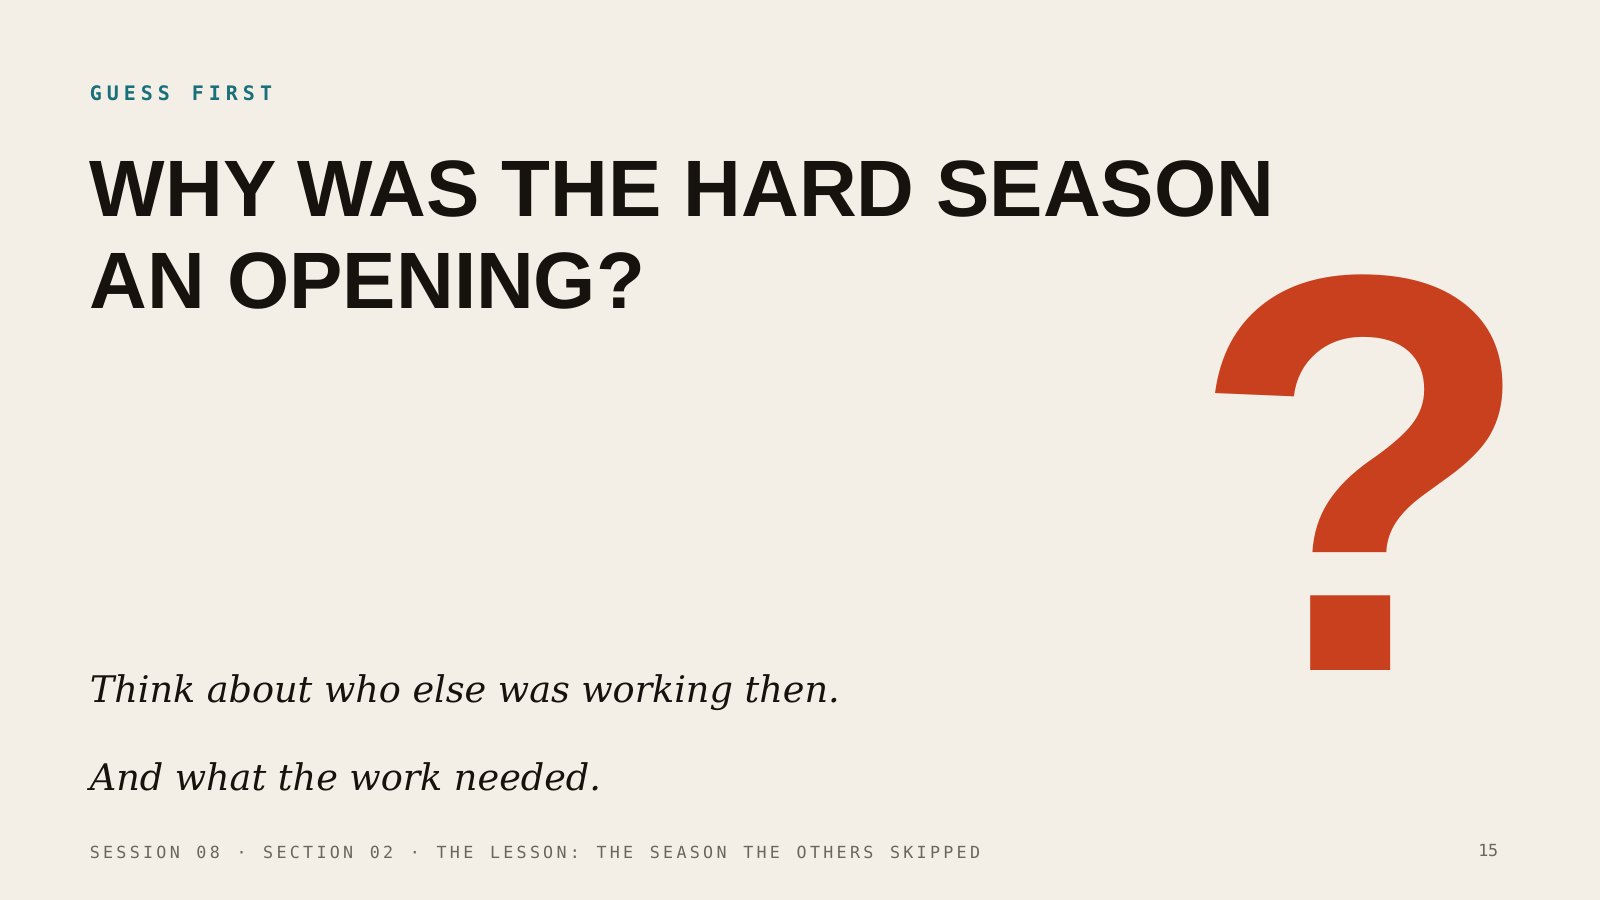 GUESS FIRST
WHY WAS THE HARD SEASON
AN OPENING?
?
Think about who else was working then.
And what the work needed.
SESSION 08 · SECTION 02 · THE LESSON: THE SEASON THE OTHERS SKIPPED
15